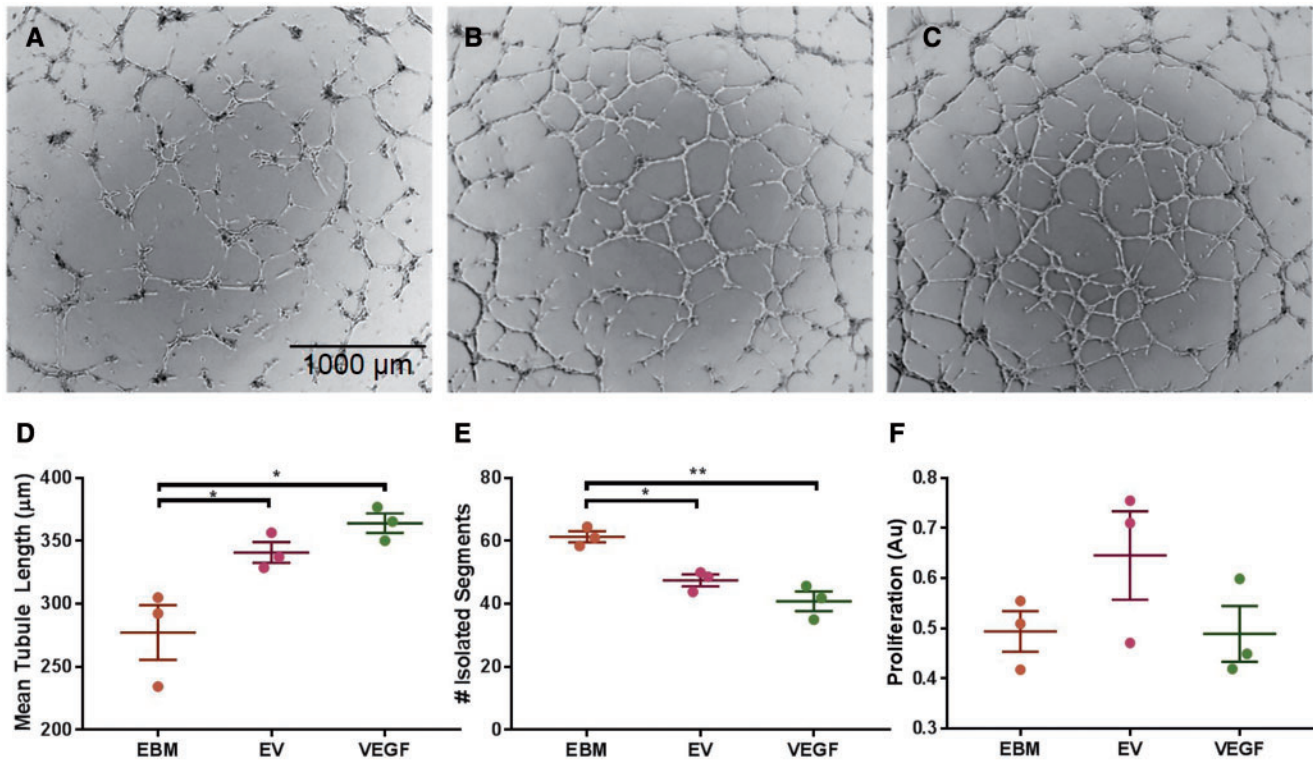 A
B
C
1000 µm
D
E
F
Mean Tubule Length (µm)
400
350
300
250
200
*
*
EBM
EV
VEGF
# Isolated Segments
80
60
40
20
0
**
*
EBM
EV
VEGF
Proliferation (Au)
0.8
0.7
0.6
0.5
0.4
0.3
EBM
EV
VEGF